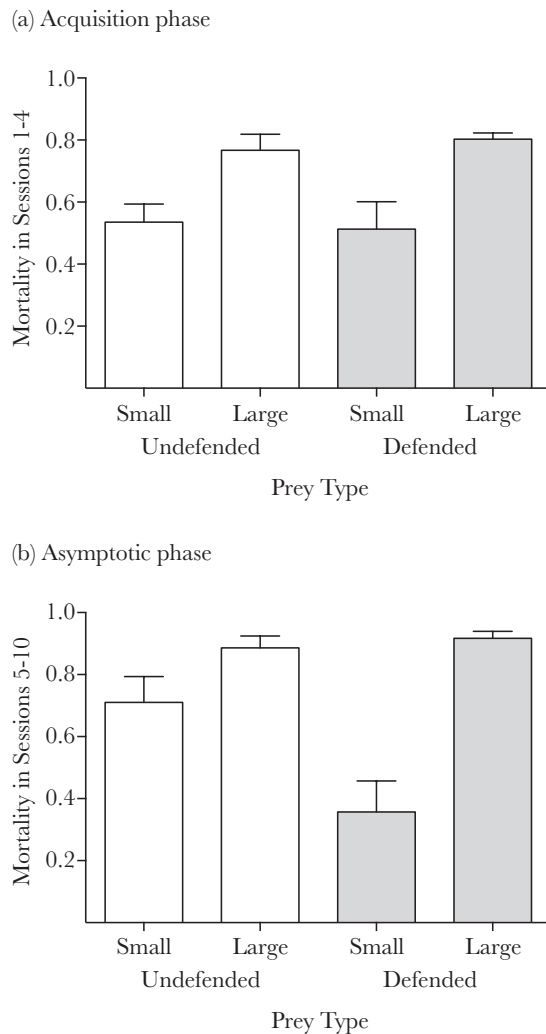 (a) Acquisition phase
Mortality in Sessions 1-4
1.0
0.8
0.6
0.4
0.2
Small Large Small Large
Undefended Defended
Prey Type
(b) Asymptotic phase
Mortality in Sessions 5-10
1.0
0.8
0.6
0.4
0.2
Small Large Small Large
Undefended Defended
Prey Type